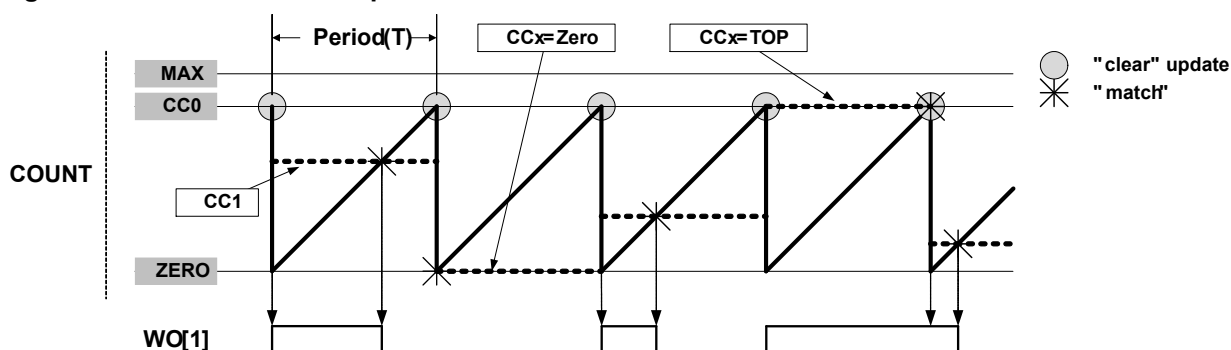 Period(T)
CCx=Zero
CCx=TOP
"clear" update
"match"
MAX
CC0
COUNT
CC1
ZERO
WO[1]